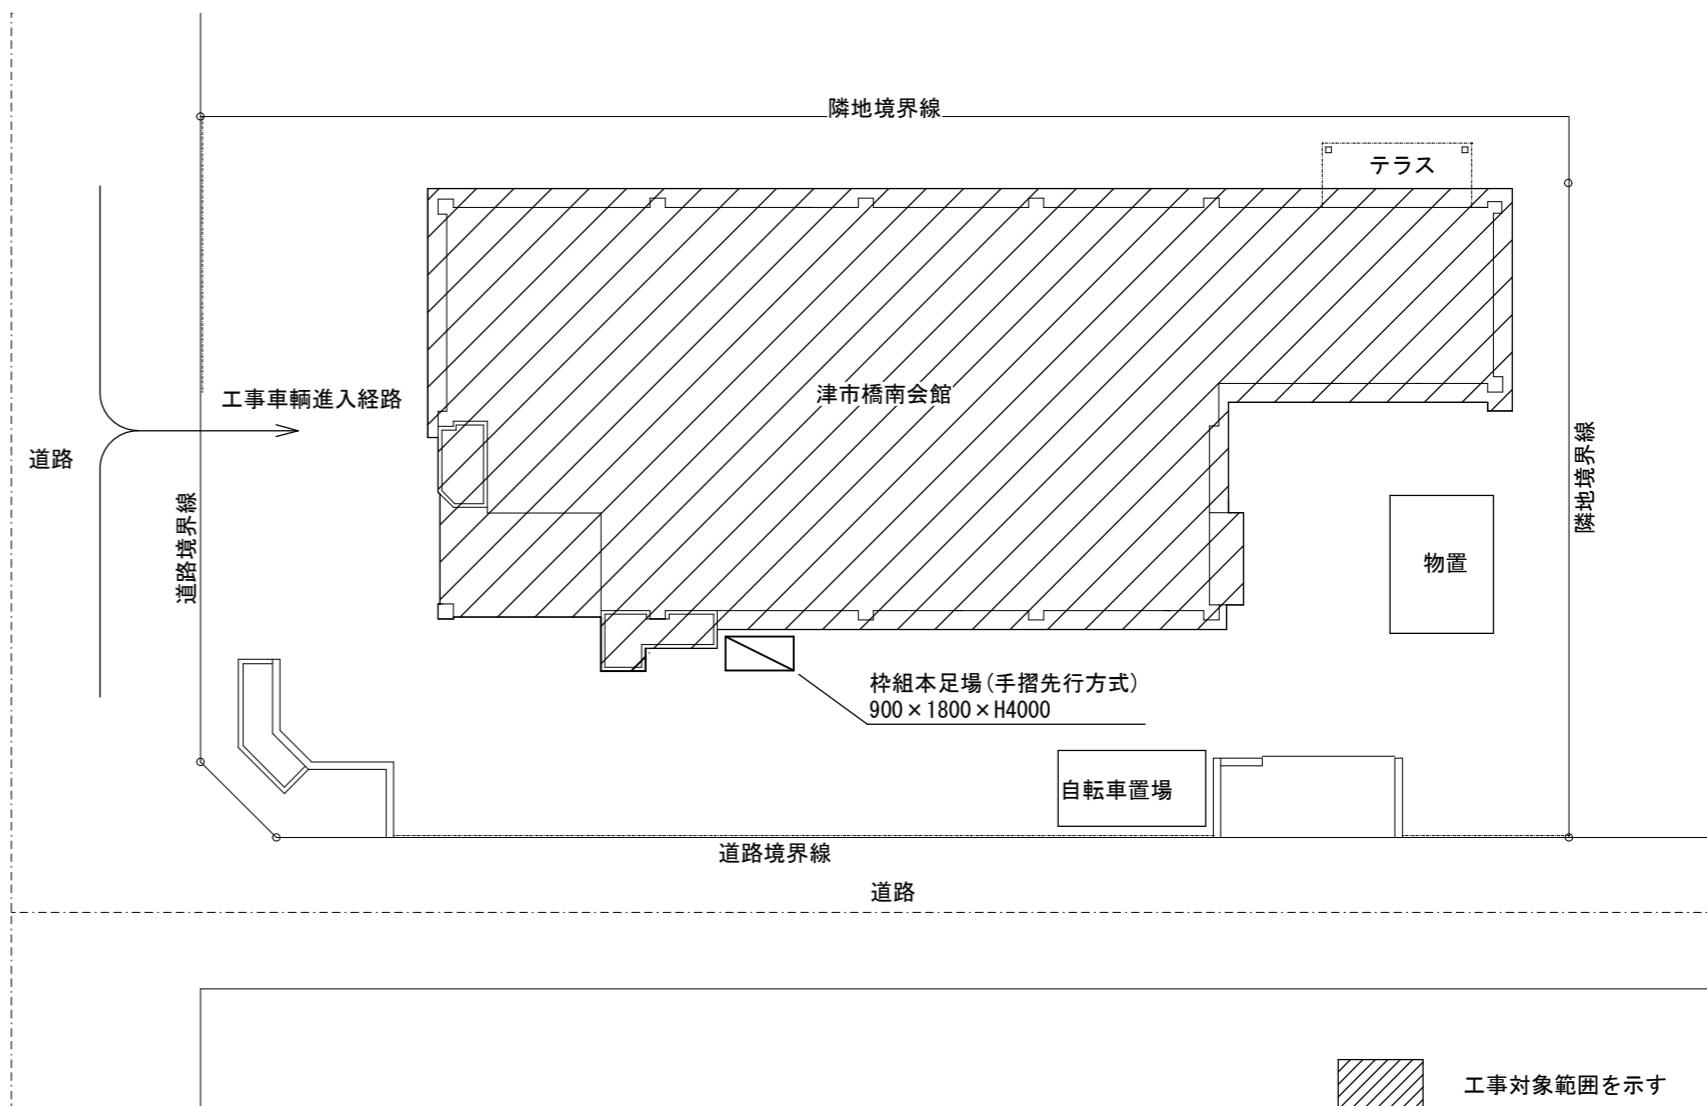 隣地境界線
テラス
工事車輌進入経路
津市橋南会館
道路
隣地境界線
道路境界線
物置
枠組本足場(手摺先行方式)
900×1800×H4000
自転車置場
道路境界線
道路
工事対象範囲を示す